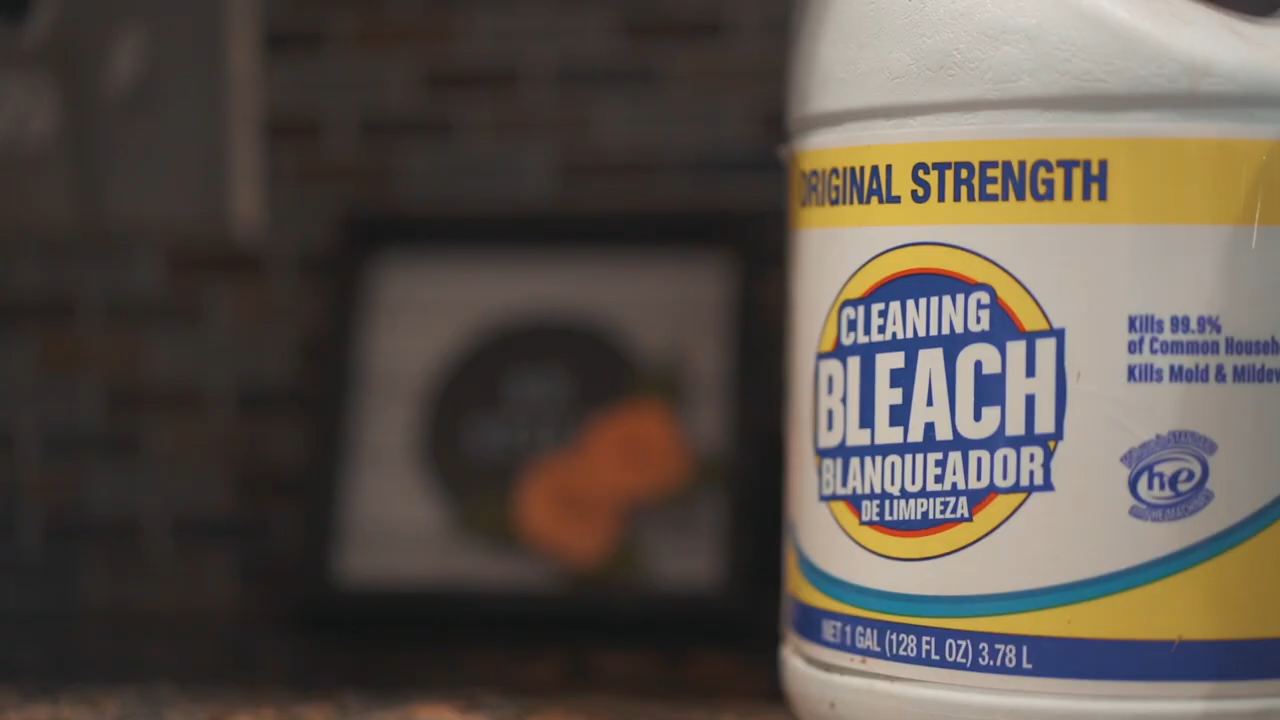 ORIGINAL STRENGTH
CLEANING
BLEACH
BLANQUEADOR
DE LIMPIEZA
Kills 99.9%
of Common Househ
Kills Mold & Mildew
he
NET 1 GAL (128 FL OZ) 3.78 L